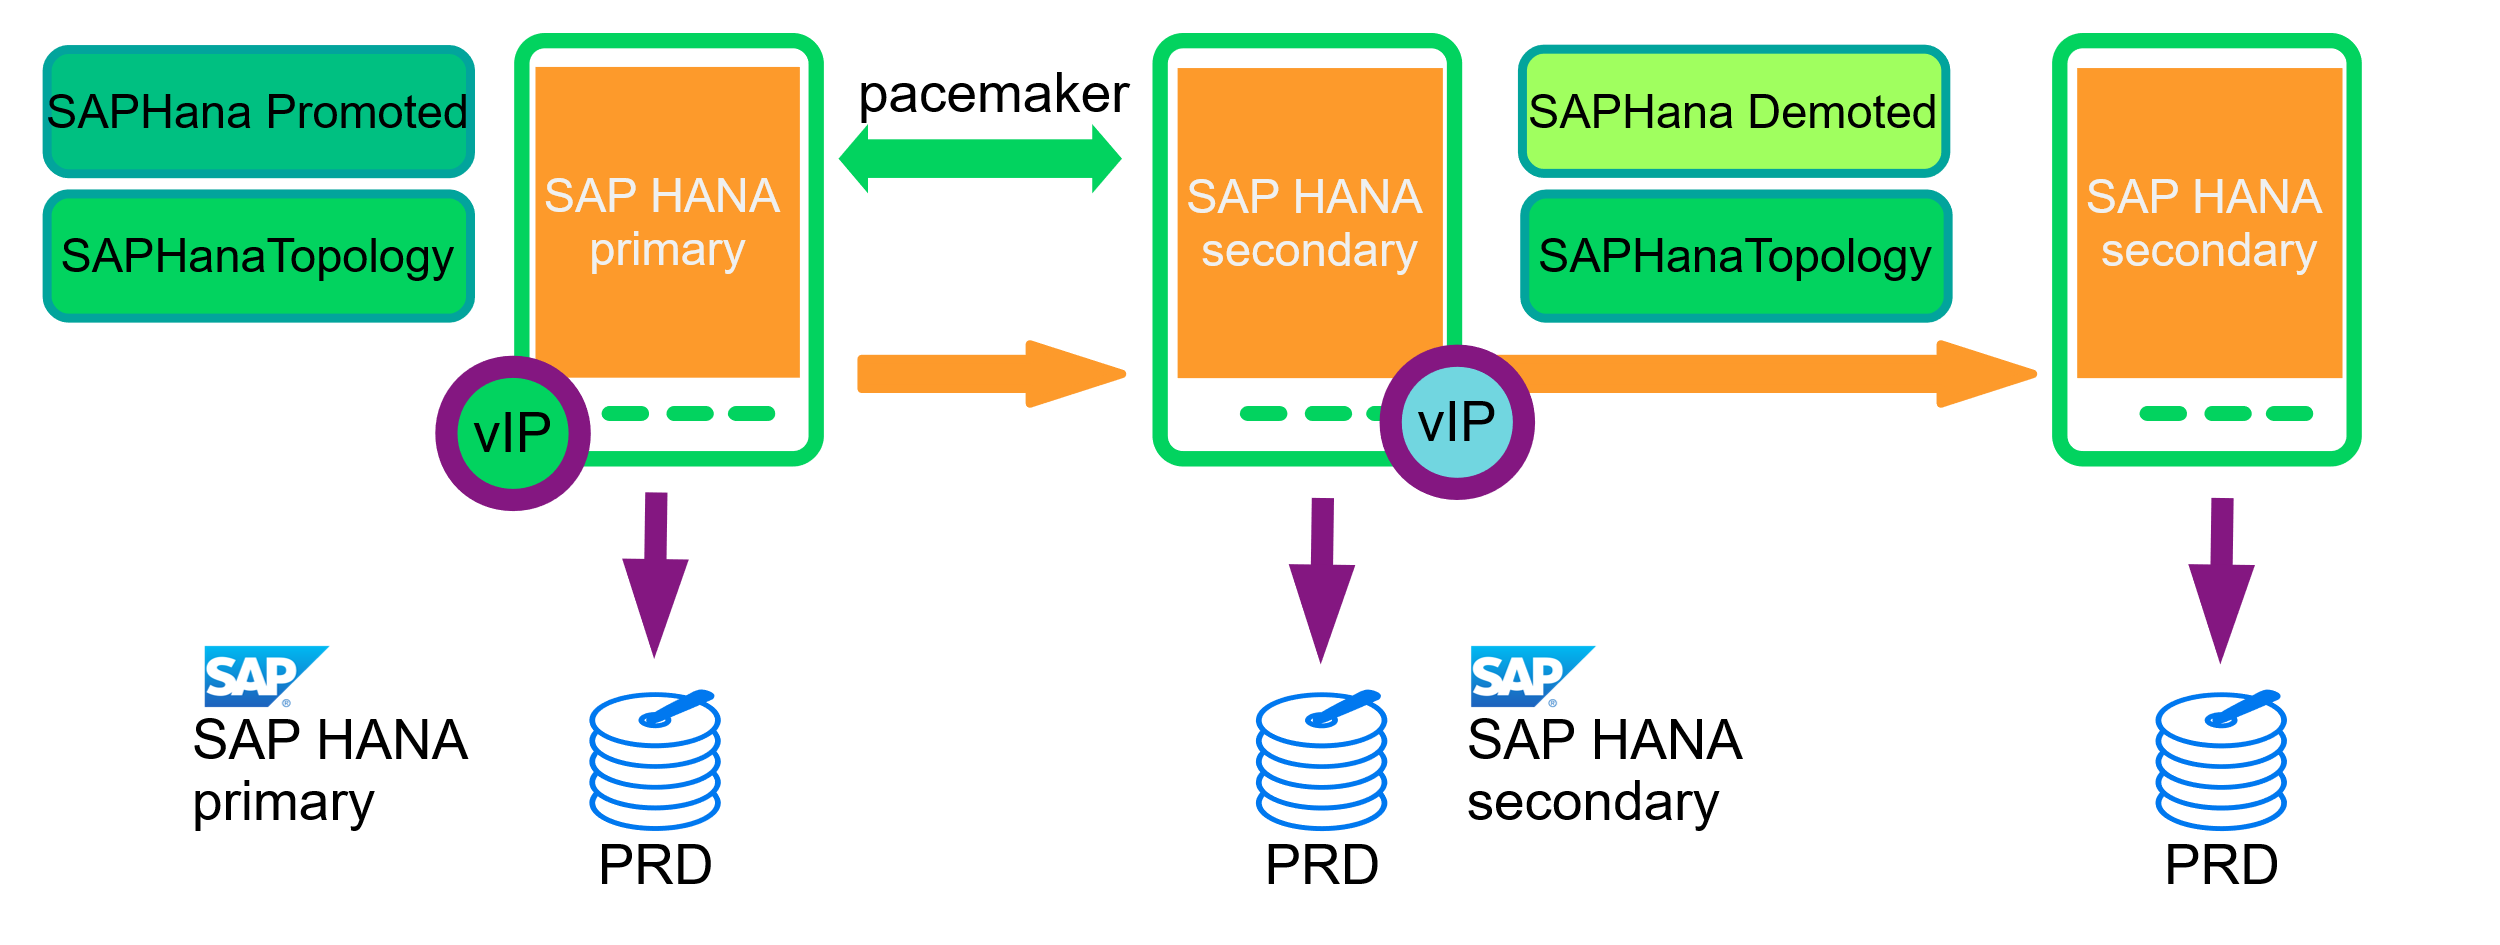 SAPHana Promoted
SAPHanaTopology
SAP HANA
primary
vIP
pacemaker
SAP HANA
secondary
vIP
SAPHana Demoted
SAPHanaTopology
SAP HANA
secondary
SAP ®
SAP HANA
primary
PRD
PRD
SAP ®
SAP HANA
secondary
PRD